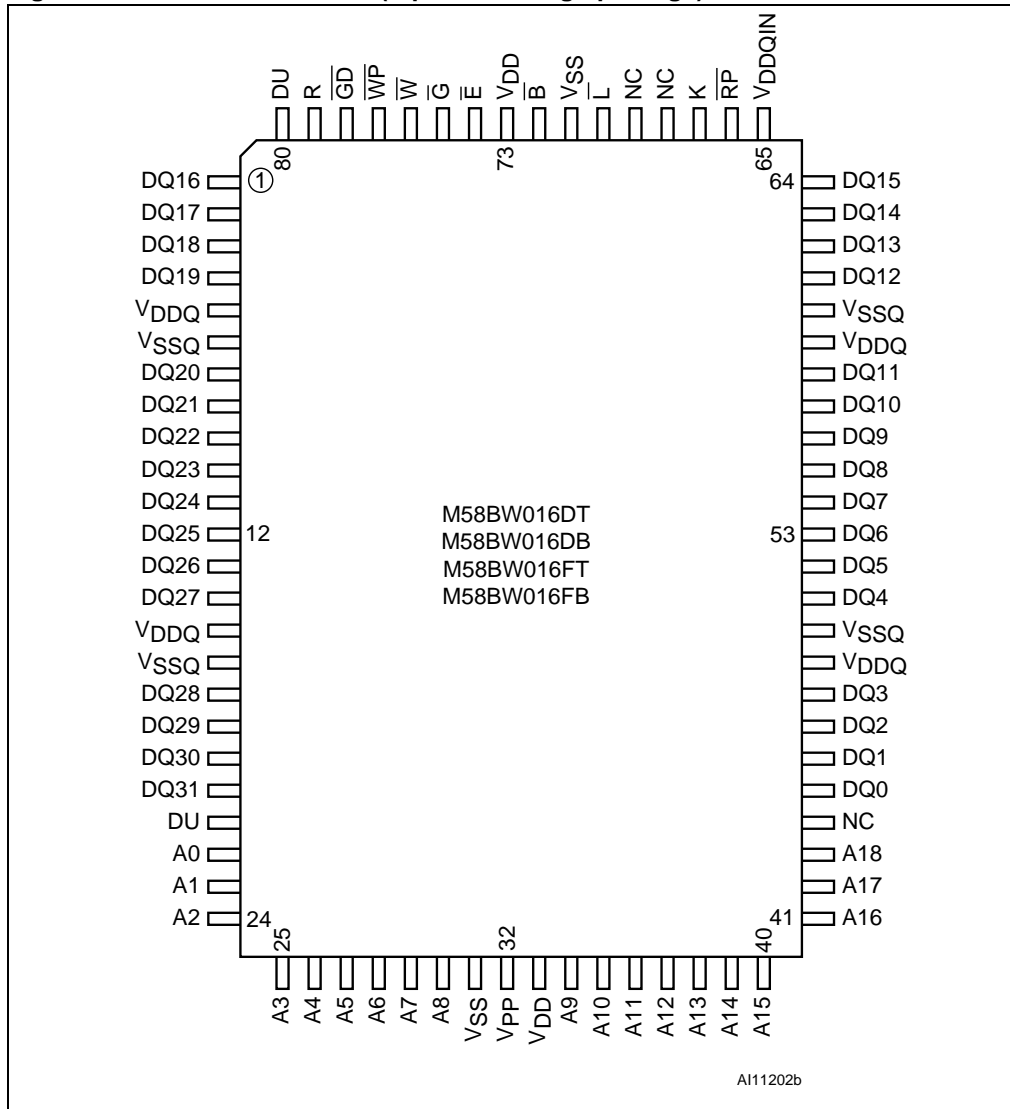 DU R G̅D̅ W̅P̅ W̅ G̅ E̅ VDD B̅ VSS L̅ NC NC K R̅P̅ VDDQIN
80 73 65
DQ16 1 64 DQ15
DQ17 DQ14
DQ18 DQ13
DQ19 DQ12
VDDQ VSSQ
VSSQ VDDQ
DQ20 DQ11
DQ21 DQ10
DQ22 DQ9
DQ23 DQ8
DQ24 DQ7
M58BW016DT
DQ25 12 53 DQ6
M58BW016DB
DQ26 DQ5
M58BW016FT
DQ27 DQ4
M58BW016FB
VDDQ VSSQ
VSSQ VDDQ
DQ28 DQ3
DQ29 DQ2
DQ30 DQ1
DQ31 DQ0
DU NC
A0 A18
A1 A17
A2 24 41 A16
25 32 40
A3 A4 A5 A6 A7 A8 VSS VPP VDD A9 A10 A11 A12 A13 A14 A15
AI11202b